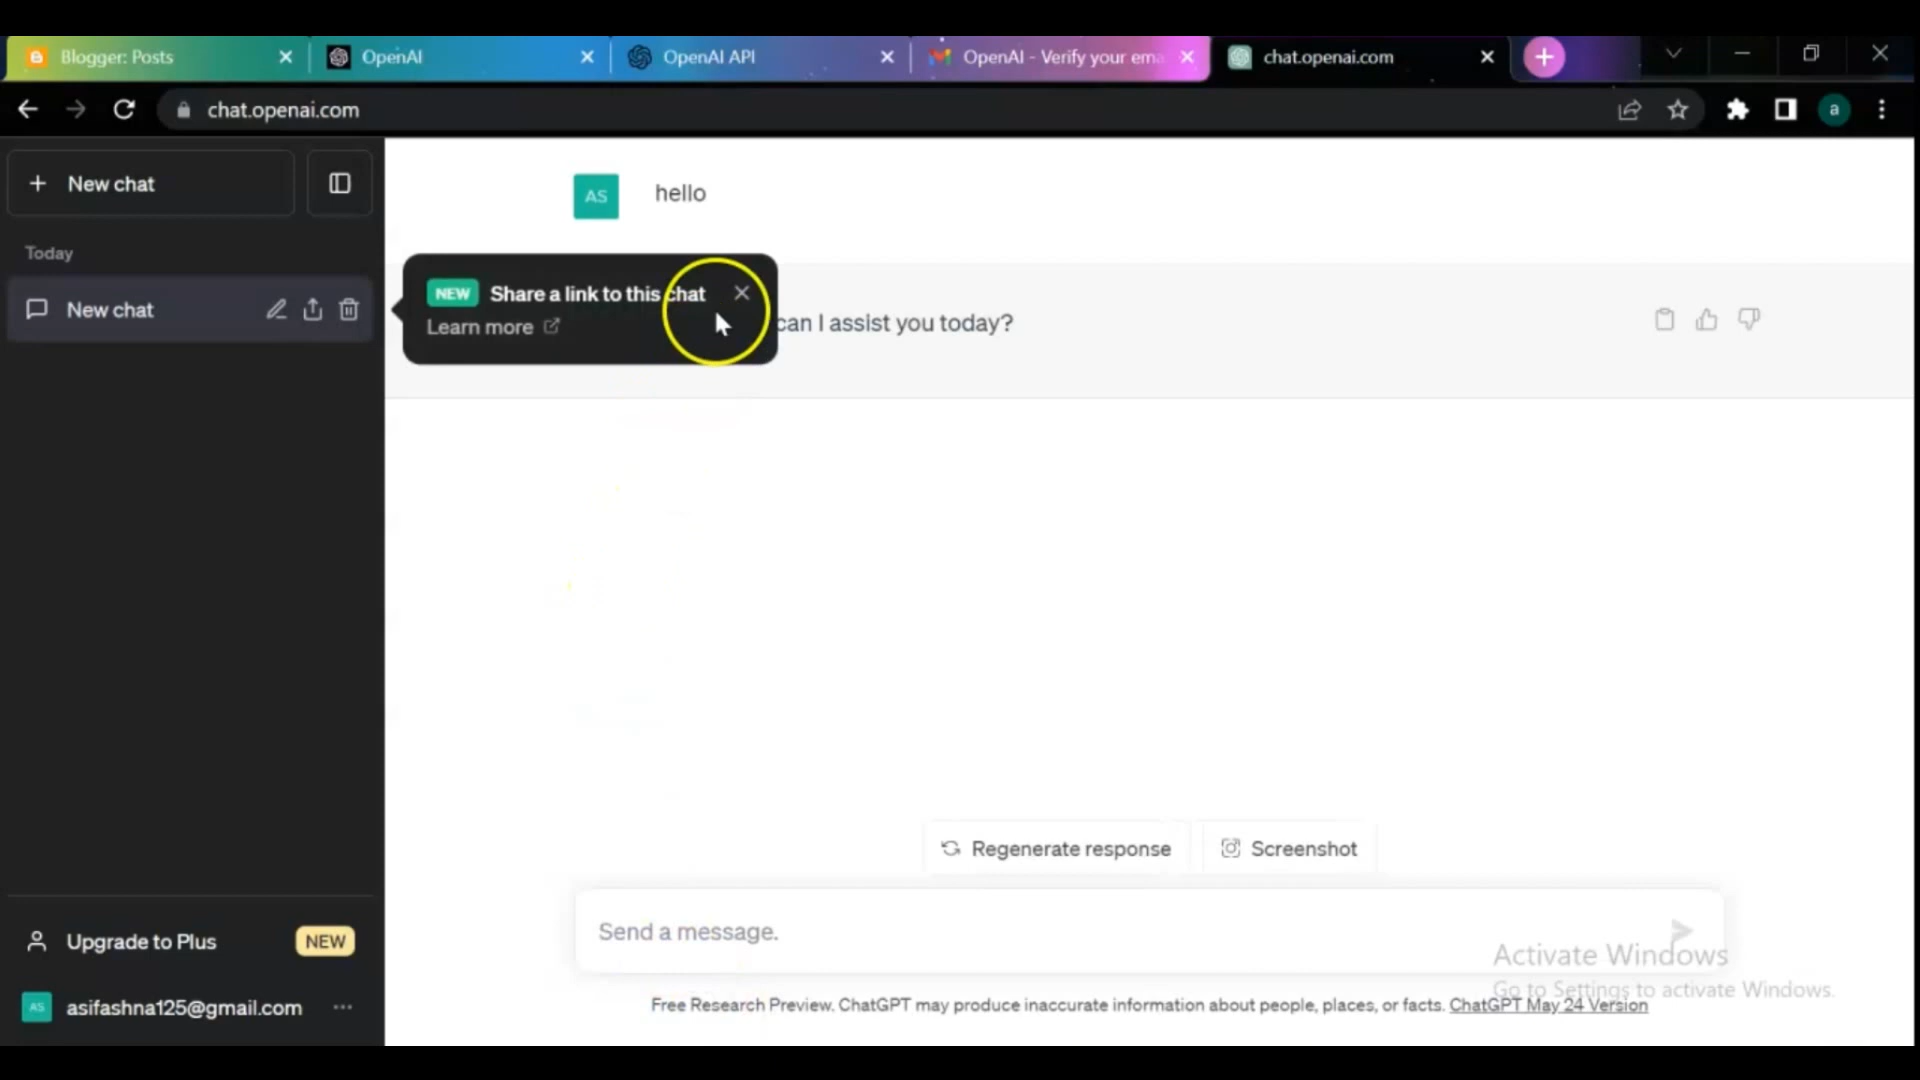 Blogger: Posts
OpenAI
OpenAI API
OpenAI - Verify your ema
chat.openai.com
chat.openai.com
a
New chat
Today
New chat
AS
hello
NEW Share a link to this chat
Learn more
can I assist you today?
Regenerate response
Screenshot
Send a message.
Upgrade to Plus
NEW
AS
asifashna125@gmail.com
Activate Windows
Go to Settings to activate Windows.
Free Research Preview. ChatGPT may produce inaccurate information about people, places, or facts. ChatGPT May 24 Version